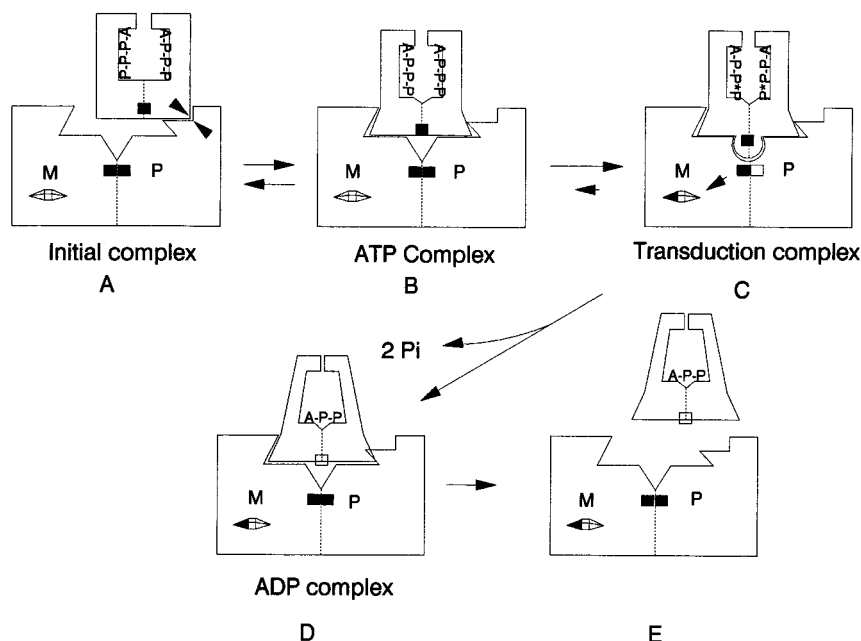 P-P-P-A A-P-P-P
M P
Initial complex
A
A-P-P-P A-P-P-P
M P
ATP Complex
B
A-P-P*P P*P-P-A
M P
Transduction complex
C
2 Pi
A-P-P
M P
ADP complex
D
A-P-P
M P
E